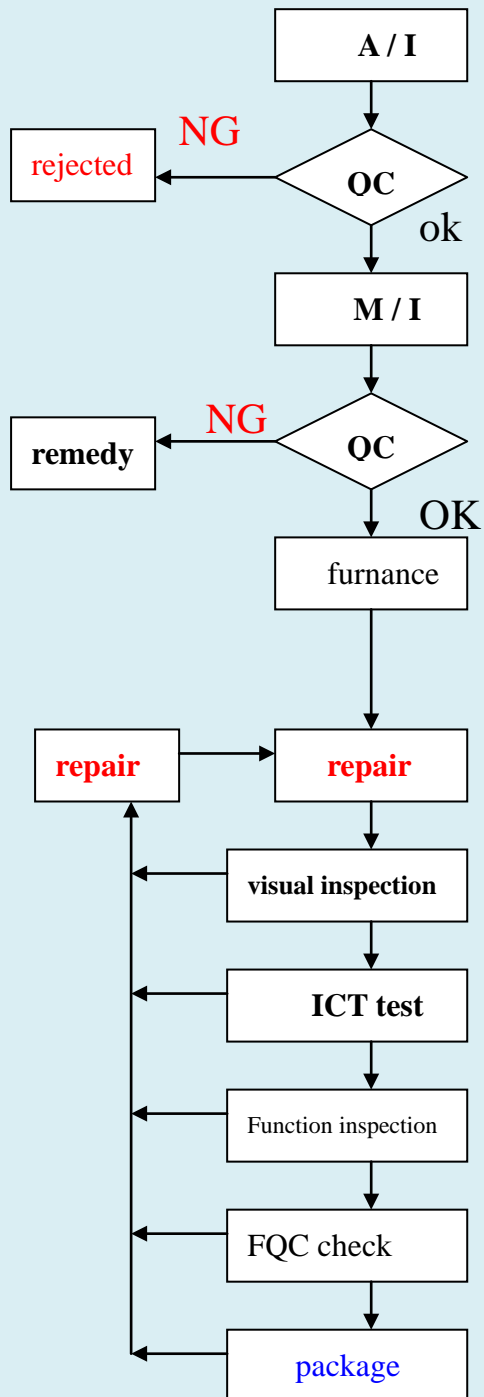 A / I
NG
rejected
QC
ok
M / I
NG
remedy
QC
OK
furnance
repair
repair
visual inspection
ICT test
Function inspection
FQC check
package